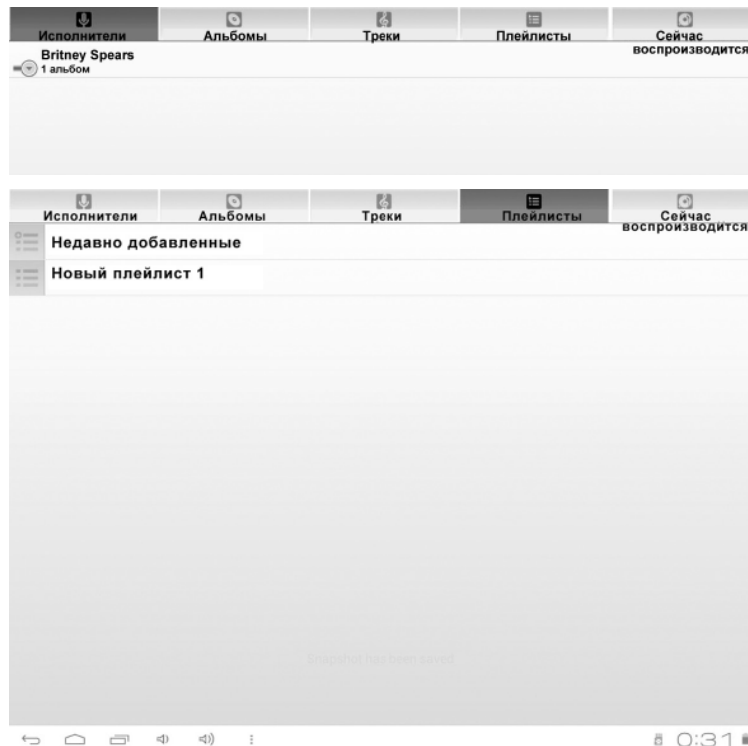 Исполнители Альбомы Треки Плейлисты Сейчас воспроизводится
Britney Spears
1 альбом
Исполнители Альбомы Треки Плейлисты Сейчас воспроизводится
Недавно добавленные
Новый плейлист 1
Snapshot has been saved
0:31